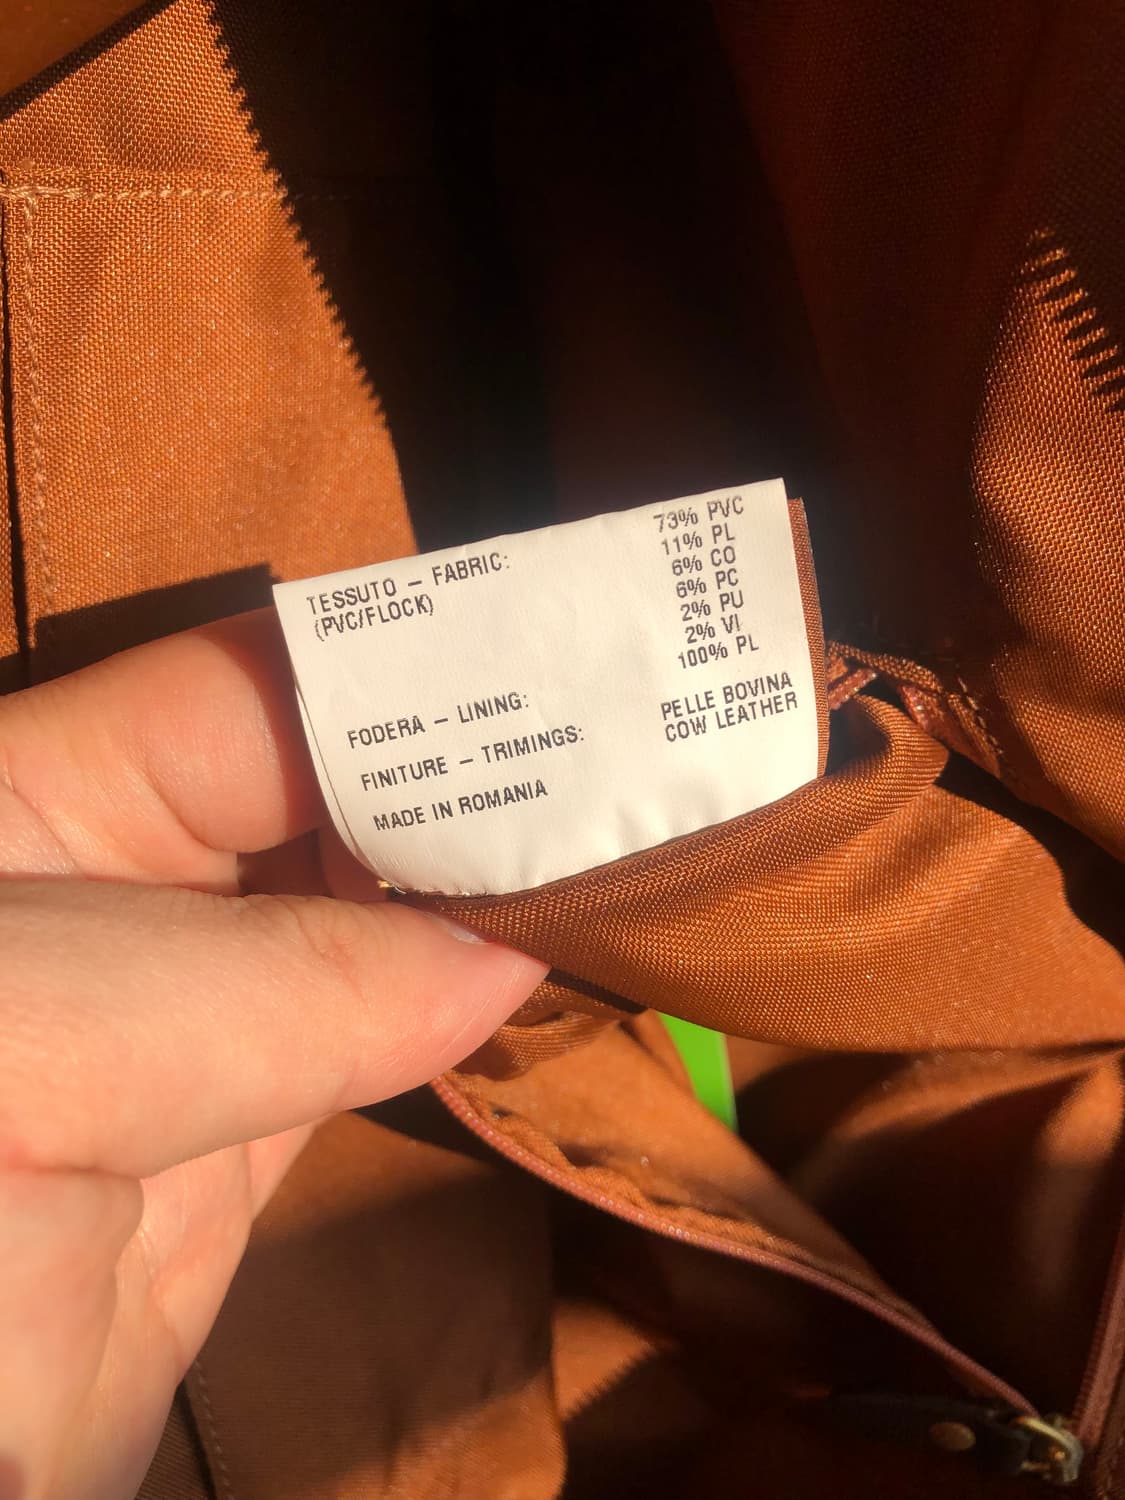 TESSUTO – FABRIC: 73% PVC
(PVC/FLOCK) 11% PL
6% CO
6% PC
2% PU
2% VI
FODERA – LINING: 100% PL
FINITURE – TRIMINGS: PELLE BOVINA
COW LEATHER
MADE IN ROMANIA